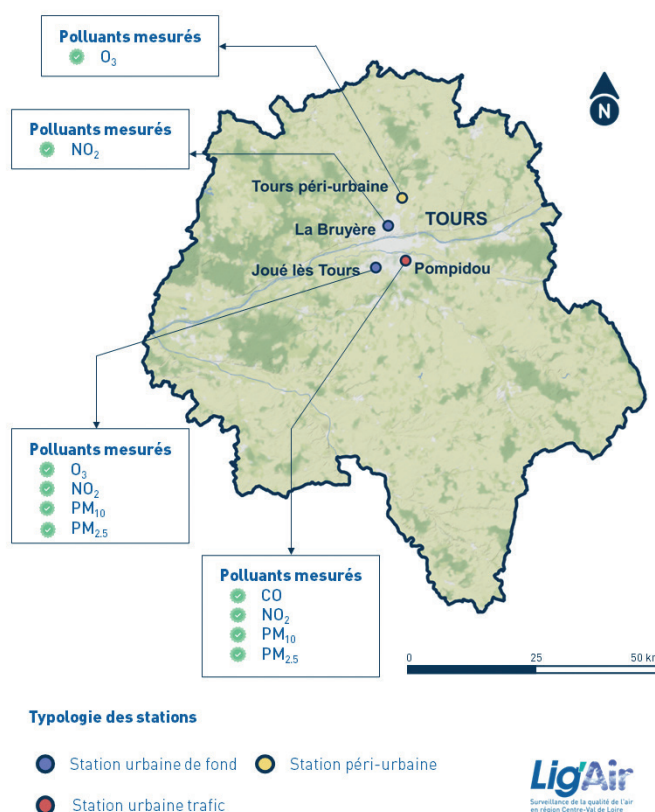 Polluants mesurés
O₃
Polluants mesurés
NO₂
N
Tours péri-urbaine
TOURS
La Bruyère
Joué lès Tours
Pompidou
Polluants mesurés
O₃
NO₂
PM₁₀
PM₂.₅
Polluants mesurés
CO
NO₂
PM₁₀
PM₂.₅
0 25 50 km
Typologie des stations
Station urbaine de fond
Station péri-urbaine
Station urbaine trafic
Lig'Air
Surveillance de la qualité de l'air
en région Centre-Val de Loire